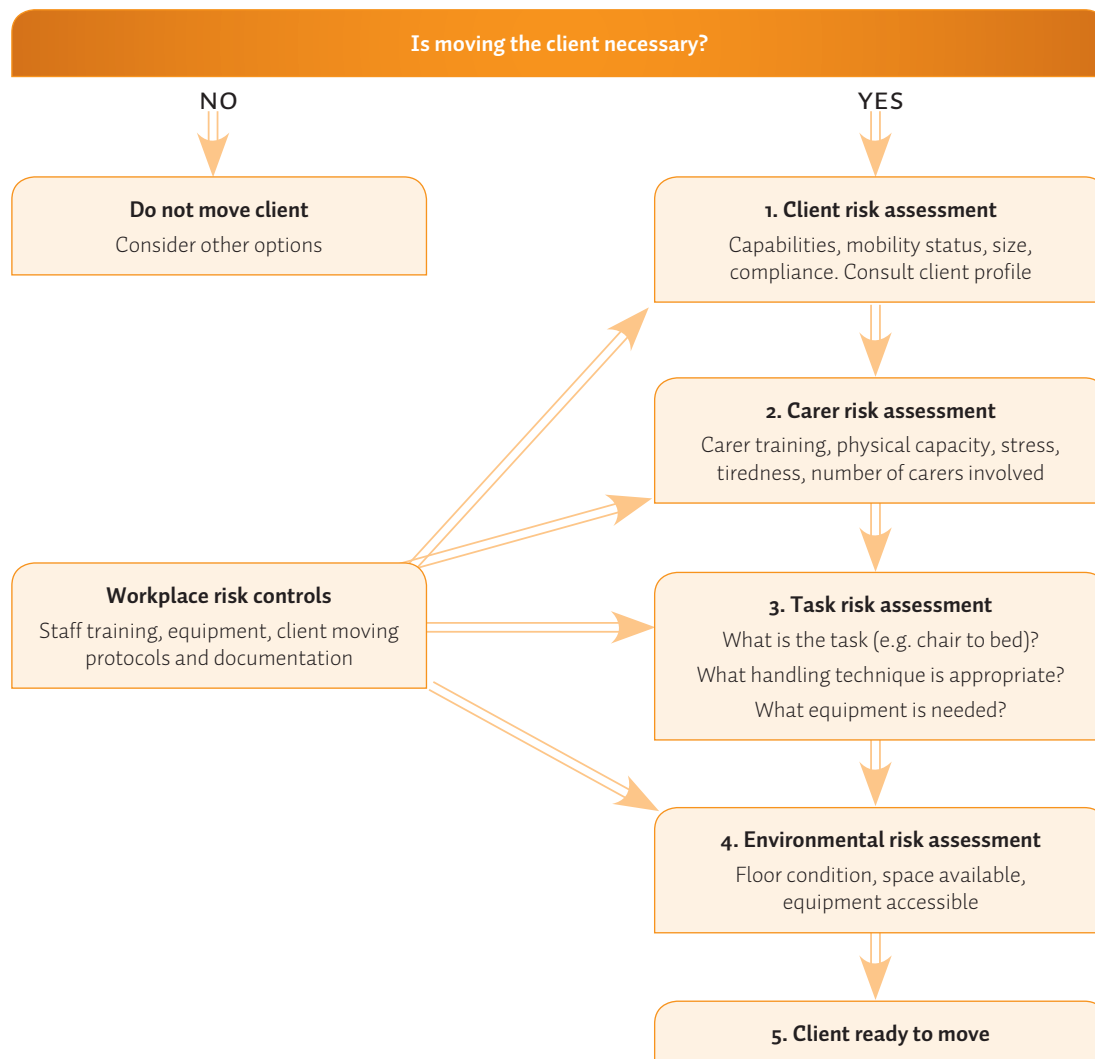 Is moving the client necessary?
NO
YES
Do not move client
Consider other options
1. Client risk assessment
Capabilities, mobility status, size,
compliance. Consult client profile
2. Carer risk assessment
Carer training, physical capacity, stress,
tiredness, number of carers involved
Workplace risk controls
Staff training, equipment, client moving
protocols and documentation
3. Task risk assessment
What is the task (e.g. chair to bed)?
What handling technique is appropriate?
What equipment is needed?
4. Environmental risk assessment
Floor condition, space available,
equipment accessible
5. Client ready to move